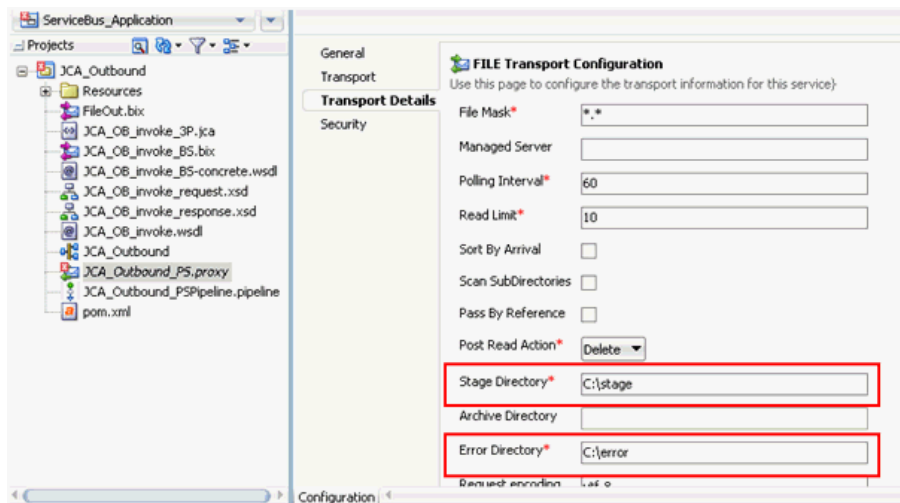 ServiceBus_Application
Projects
JCA_Outbound
Resources
FileOut.bix
JCA_OB_invoke_3P.jca
JCA_OB_invoke_BS.bix
JCA_OB_invoke_BS-concrete.wsdl
JCA_OB_invoke_request.xsd
JCA_OB_invoke_response.xsd
JCA_OB_invoke.wsdl
JCA_Outbound
JCA_Outbound_PS.proxy
JCA_Outbound_PSPipeline.pipeline
pom.xml
General
Transport
Transport Details
Security
FILE Transport Configuration
Use this page to configure the transport information for this service}
File Mask* *.*
Managed Server
Polling Interval* 60
Read Limit* 10
Sort By Arrival
Scan SubDirectories
Pass By Reference
Post Read Action* Delete
Stage Directory* C:\stage
Archive Directory
Error Directory* C:\error
Request encoding utf-8
Configuration